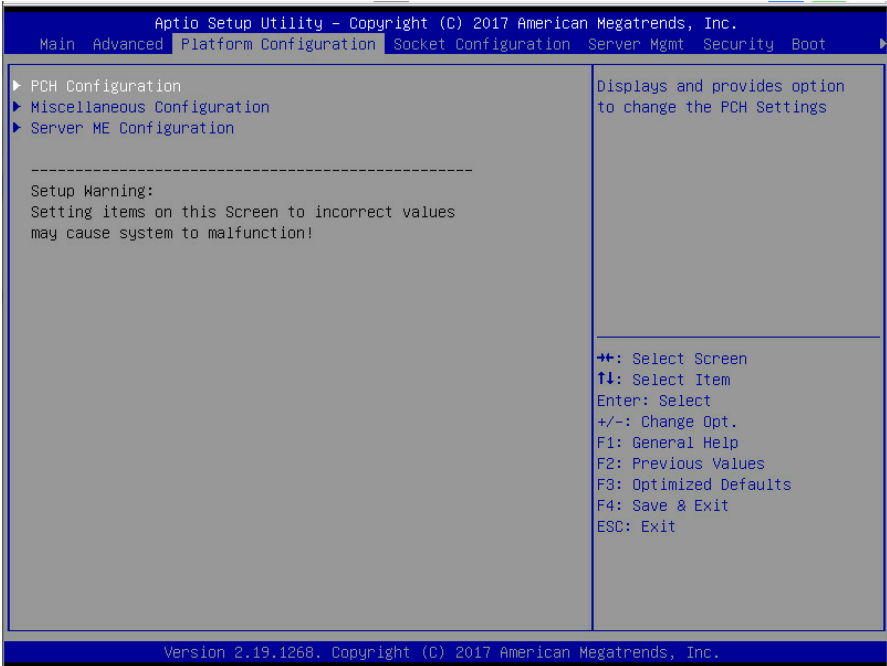 Aptio Setup Utility – Copyright (C) 2017 American Megatrends, Inc.
Main Advanced Platform Configuration Socket Configuration Server Mgmt Security Boot
PCH Configuration
Miscellaneous Configuration
Server ME Configuration
--------------------------------------------------
Setup Warning:
Setting items on this Screen to incorrect values
may cause system to malfunction!
Displays and provides option
to change the PCH Settings
→←: Select Screen
↑↓: Select Item
Enter: Select
+/-: Change Opt.
F1: General Help
F2: Previous Values
F3: Optimized Defaults
F4: Save & Exit
ESC: Exit
Version 2.19.1268. Copyright (C) 2017 American Megatrends, Inc.